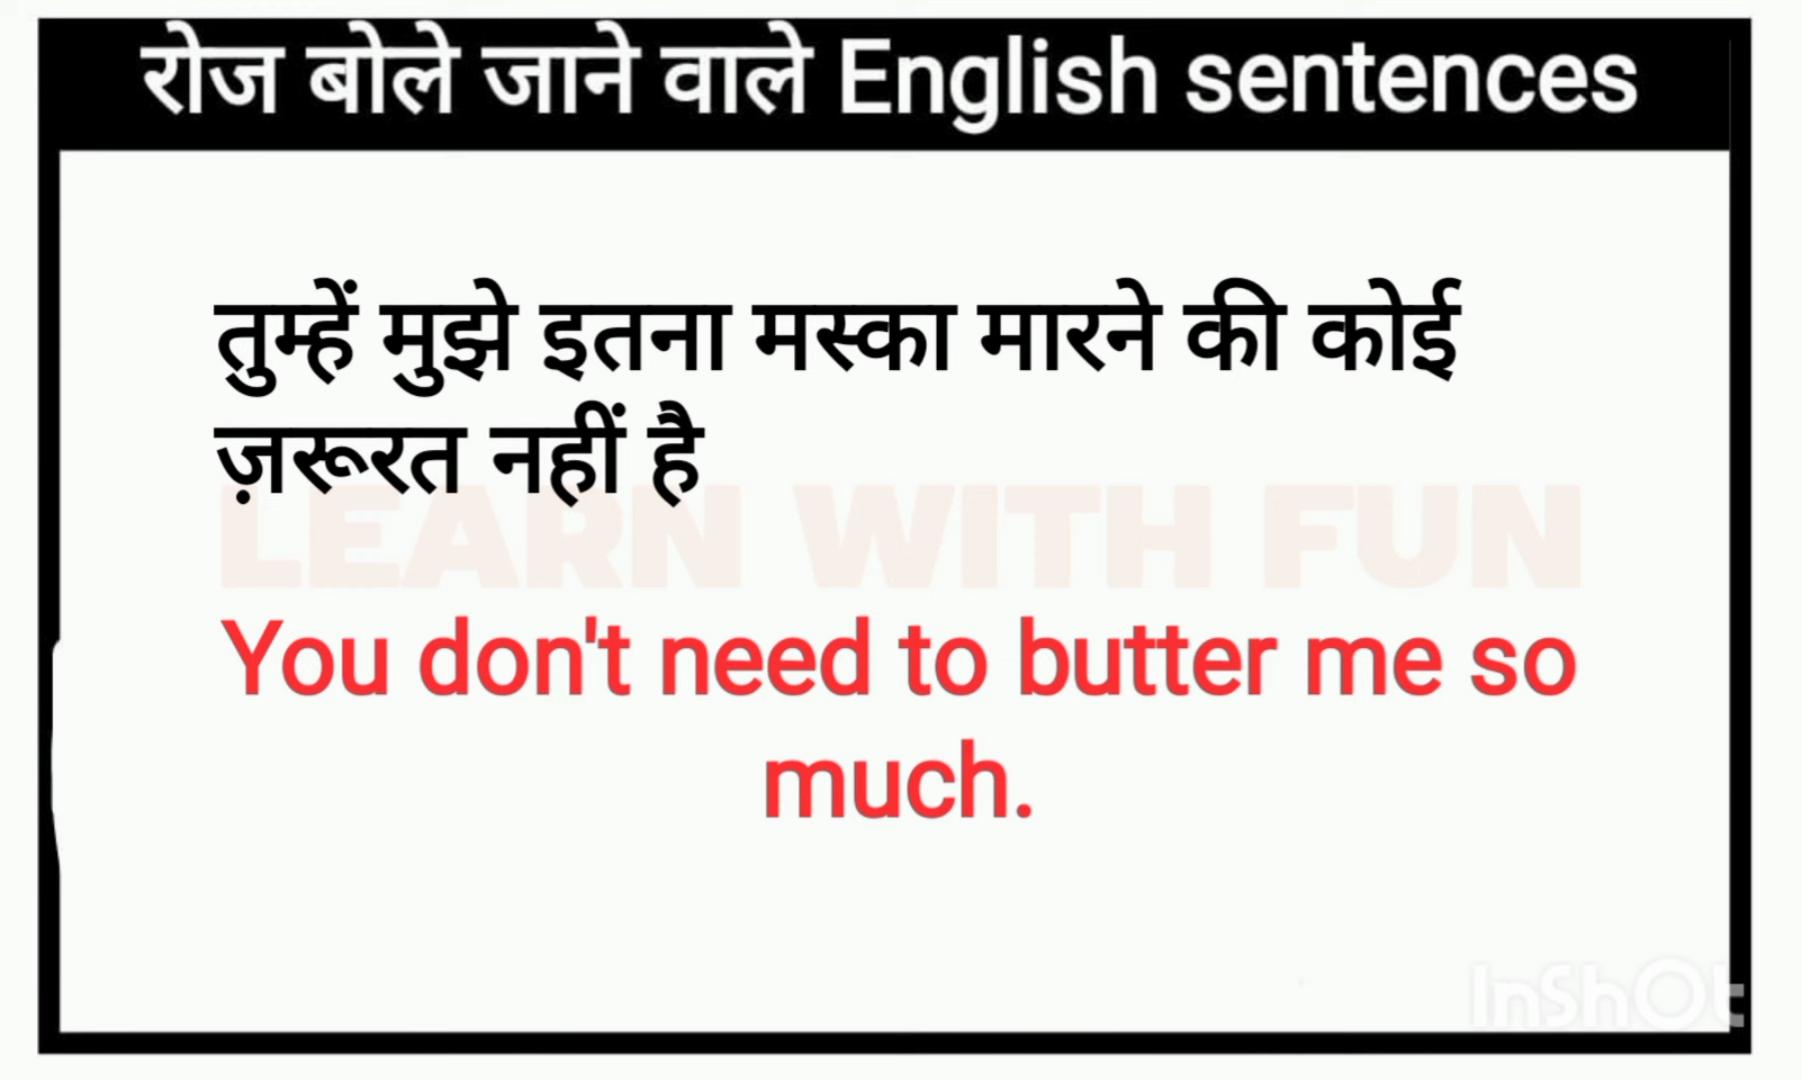 रोज बोले जाने वाले English sentences
तुम्हें मुझे इतना मस्का मारने की कोई
ज़रूरत नहीं है
LEARN WITH FUN
You don't need to butter me so
much.
InShOt